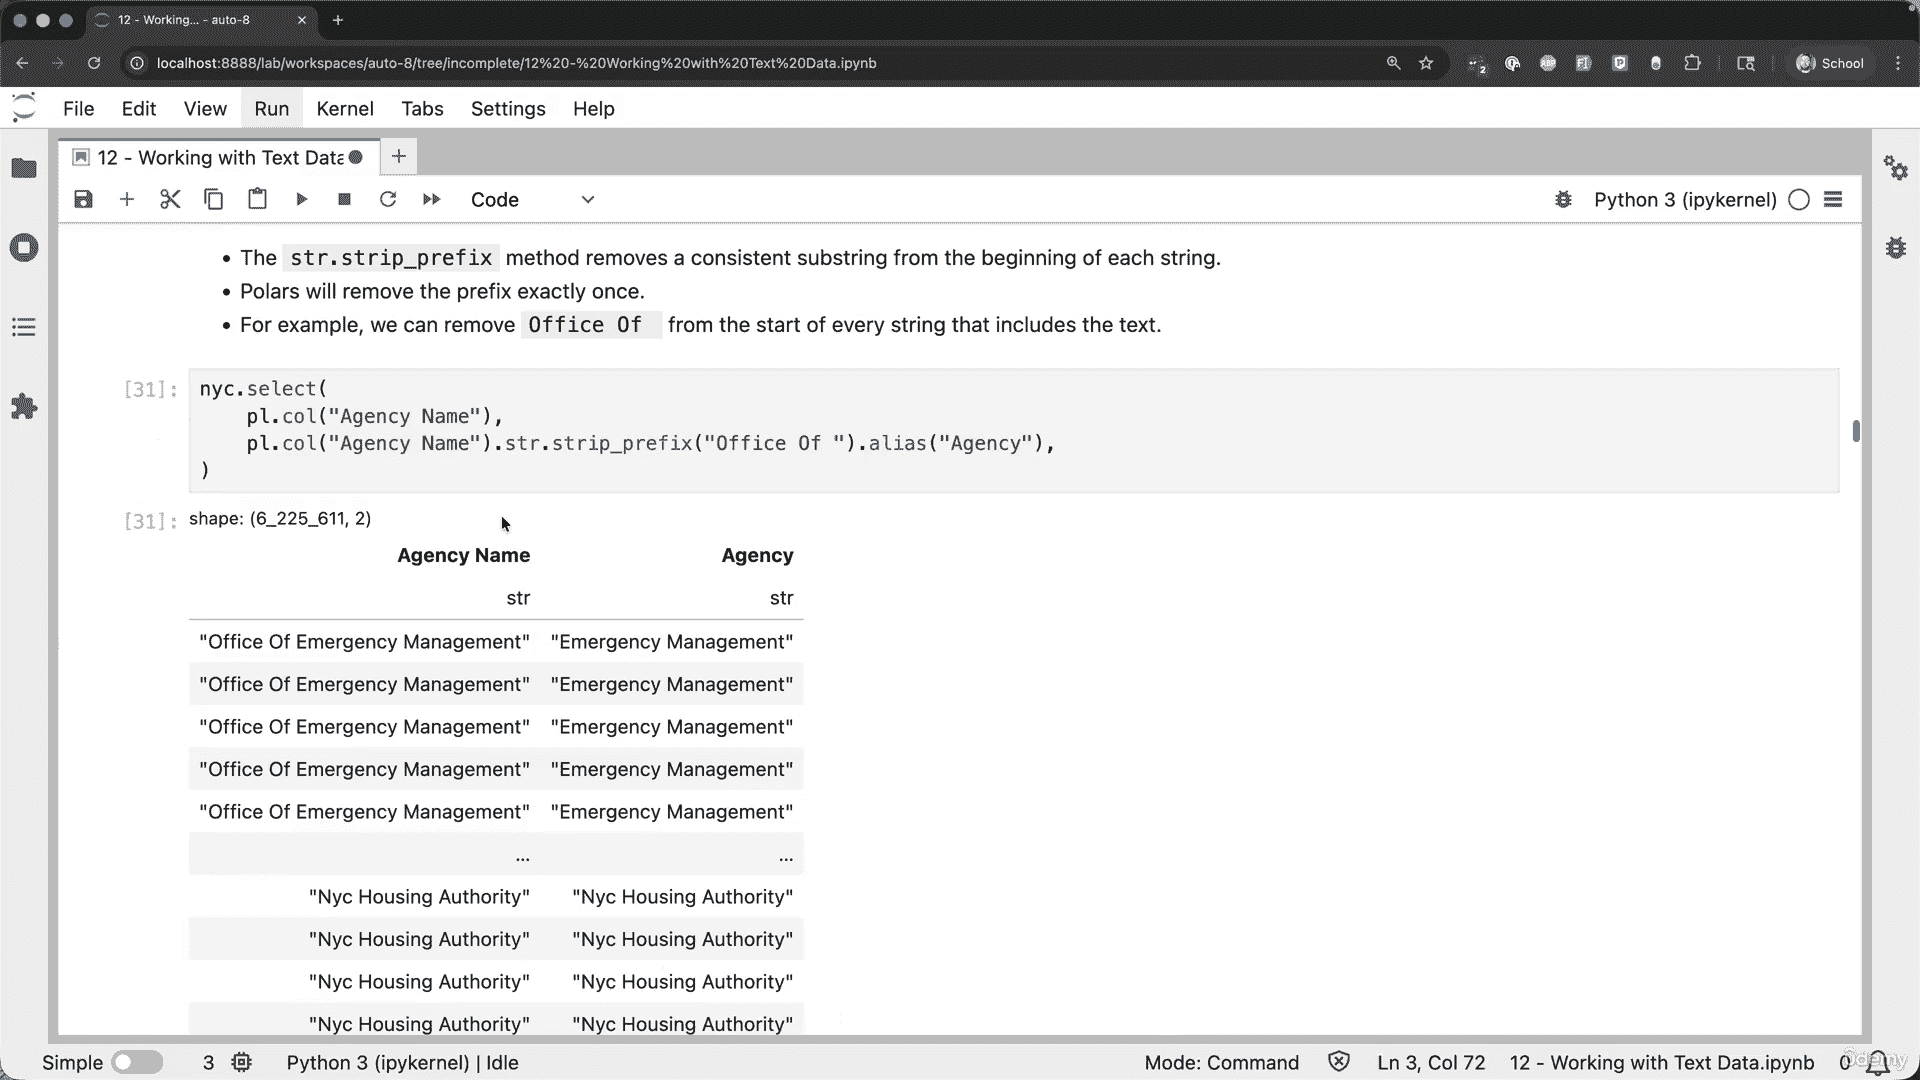 12 - Working... - auto-8
localhost:8888/lab/workspaces/auto-8/tree/incomplete/12%20-%20Working%20with%20Text%20Data.ipynb
2
ABP
School
File Edit View Run Kernel Tabs Settings Help
12 - Working with Text Data
Code
Python 3 (ipykernel)
• The str.strip_prefix method removes a consistent substring from the beginning of each string.
• Polars will remove the prefix exactly once.
• For example, we can remove Office Of from the start of every string that includes the text.
[31]: nyc.select(
pl.col("Agency Name"),
pl.col("Agency Name").str.strip_prefix("Office Of ").alias("Agency"),
)
[31]: shape: (6_225_611, 2)
Agency Name Agency
str str
"Office Of Emergency Management" "Emergency Management"
"Office Of Emergency Management" "Emergency Management"
"Office Of Emergency Management" "Emergency Management"
"Office Of Emergency Management" "Emergency Management"
"Office Of Emergency Management" "Emergency Management"
... ...
"Nyc Housing Authority" "Nyc Housing Authority"
"Nyc Housing Authority" "Nyc Housing Authority"
"Nyc Housing Authority" "Nyc Housing Authority"
"Nyc Housing Authority" "Nyc Housing Authority"
Simple 3 Python 3 (ipykernel) | Idle Mode: Command Ln 3, Col 72 12 - Working with Text Data.ipynb 0
udemy